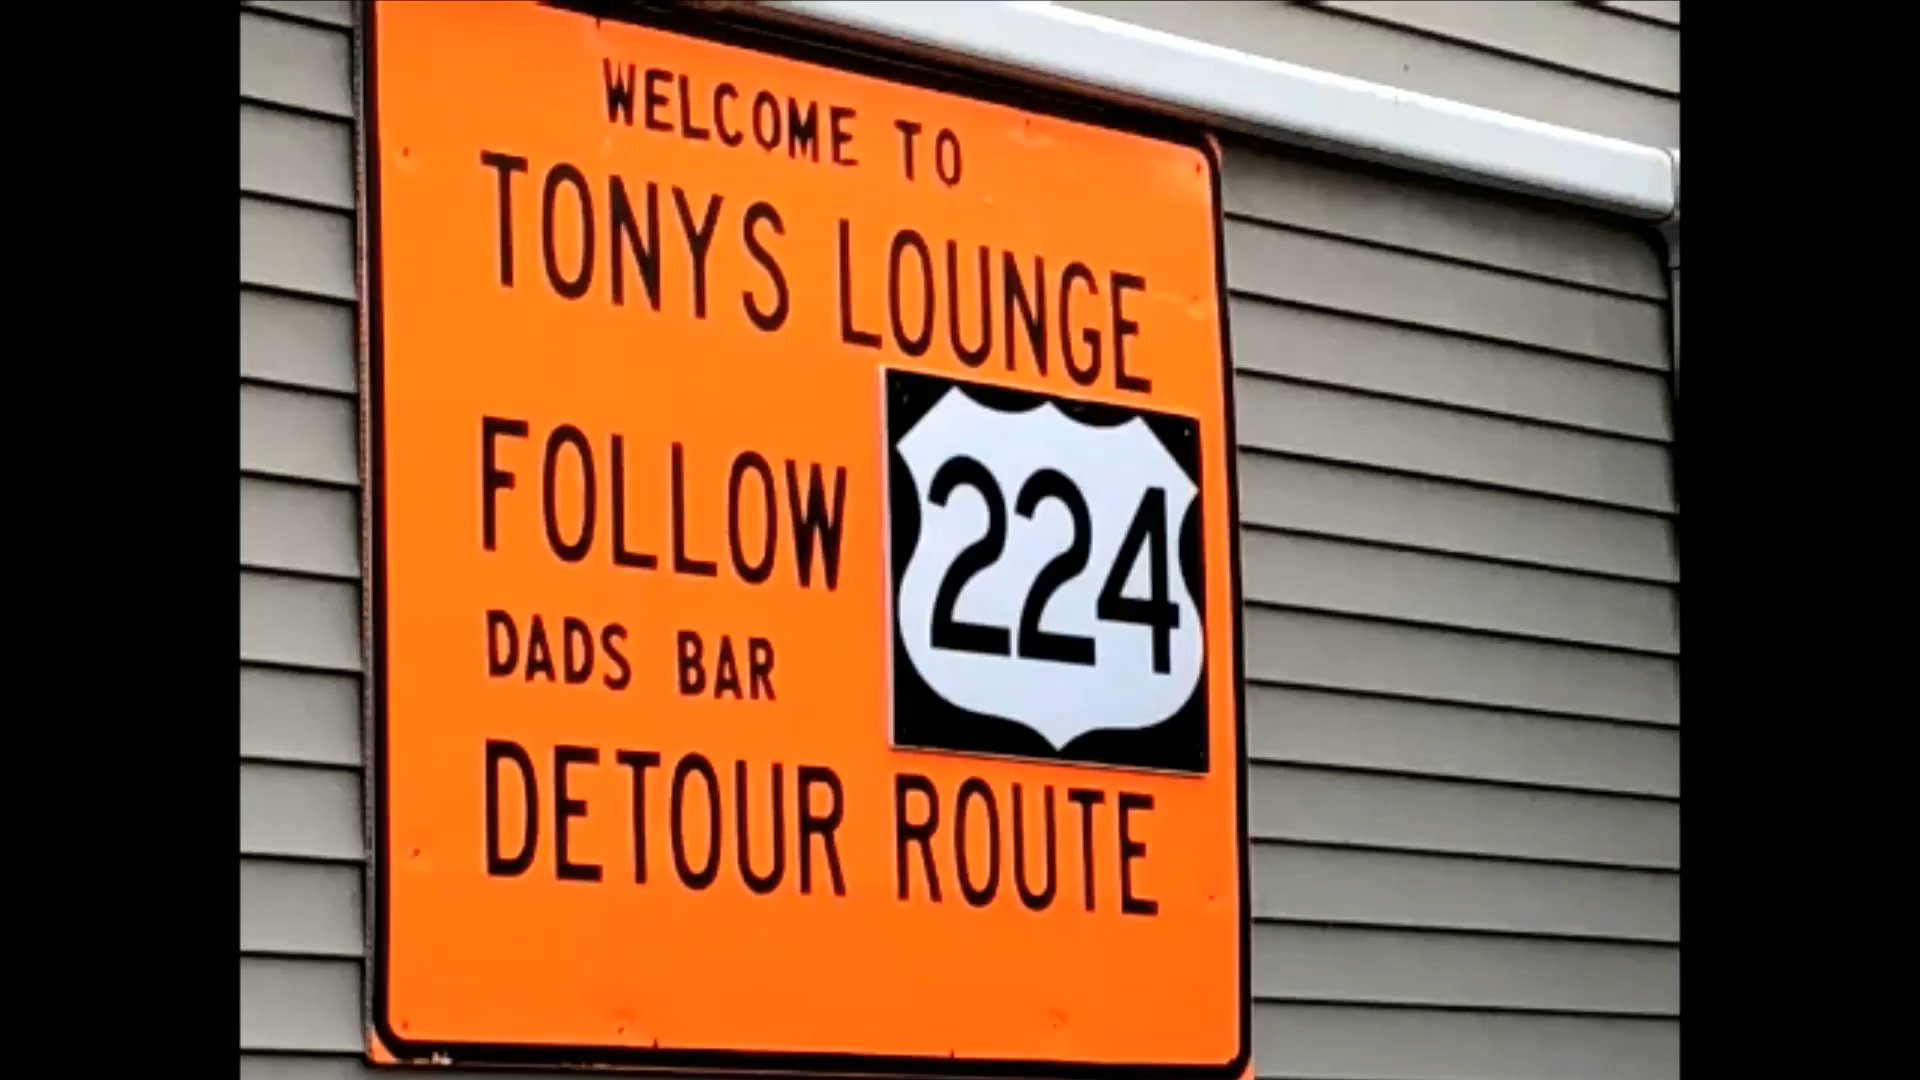 WELCOME TO
TONYS LOUNGE
FOLLOW 224
DADS BAR
DETOUR ROUTE